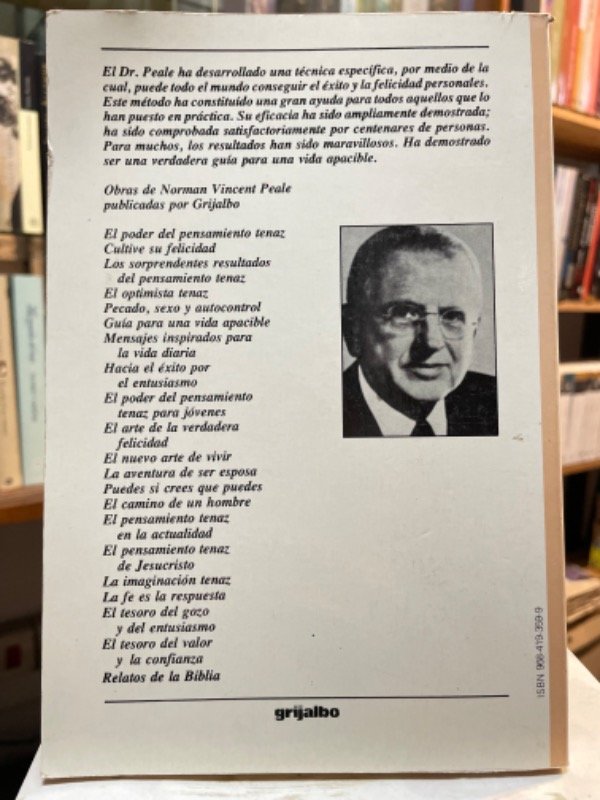 El Dr. Peale ha desarrollado una técnica específica, por medio de la
cual, puede todo el mundo conseguir el éxito y la felicidad personales.
Este método ha constituido una gran ayuda para todos aquellos que lo
han puesto en práctica. Su eficacia ha sido ampliamente demostrada;
ha sido comprobada satisfactoriamente por centenares de personas.
Para muchos, los resultados han sido maravillosos. Ha demostrado
ser una verdadera guía para una vida apacible.
Obras de Norman Vincent Peale
publicadas por Grijalbo
El poder del pensamiento tenaz
Cultive su felicidad
Los sorprendentes resultados
del pensamiento tenaz
El optimista tenaz
Pecado, sexo y autocontrol
Guía para una vida apacible
Mensajes inspirados para
la vida diaria
Hacia el éxito por
el entusiasmo
El poder del pensamiento
tenaz para jóvenes
El arte de la verdadera
felicidad
El nuevo arte de vivir
La aventura de ser esposa
Puedes si crees que puedes
El camino de un hombre
El pensamiento tenaz
en la actualidad
El pensamiento tenaz
de Jesucristo
La imaginación tenaz
La fe es la respuesta
El tesoro del gozo
y del entusiasmo
El tesoro del valor
y la confianza
Relatos de la Biblia
grijalbo
ISBN 968-419-359-9